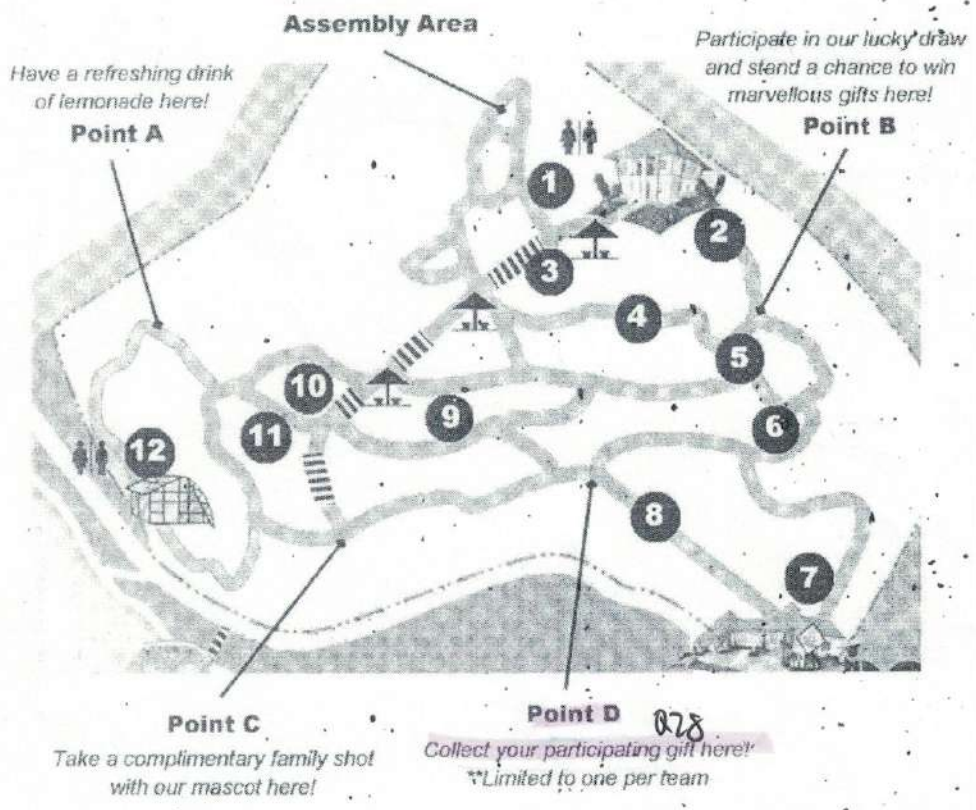 Assembly Area
Participate in our lucky draw
and stand a chance to win
marvellous gifts here!
Point B
Have a refreshing drink
of lemonade here!
Point A
1
2
3
4
5
6
7
8
9
10
11
12
Point C
Take a complimentary family shot
with our mascot here!
Point D
Q28
Collect your participating gift here!
**Limited to one per team